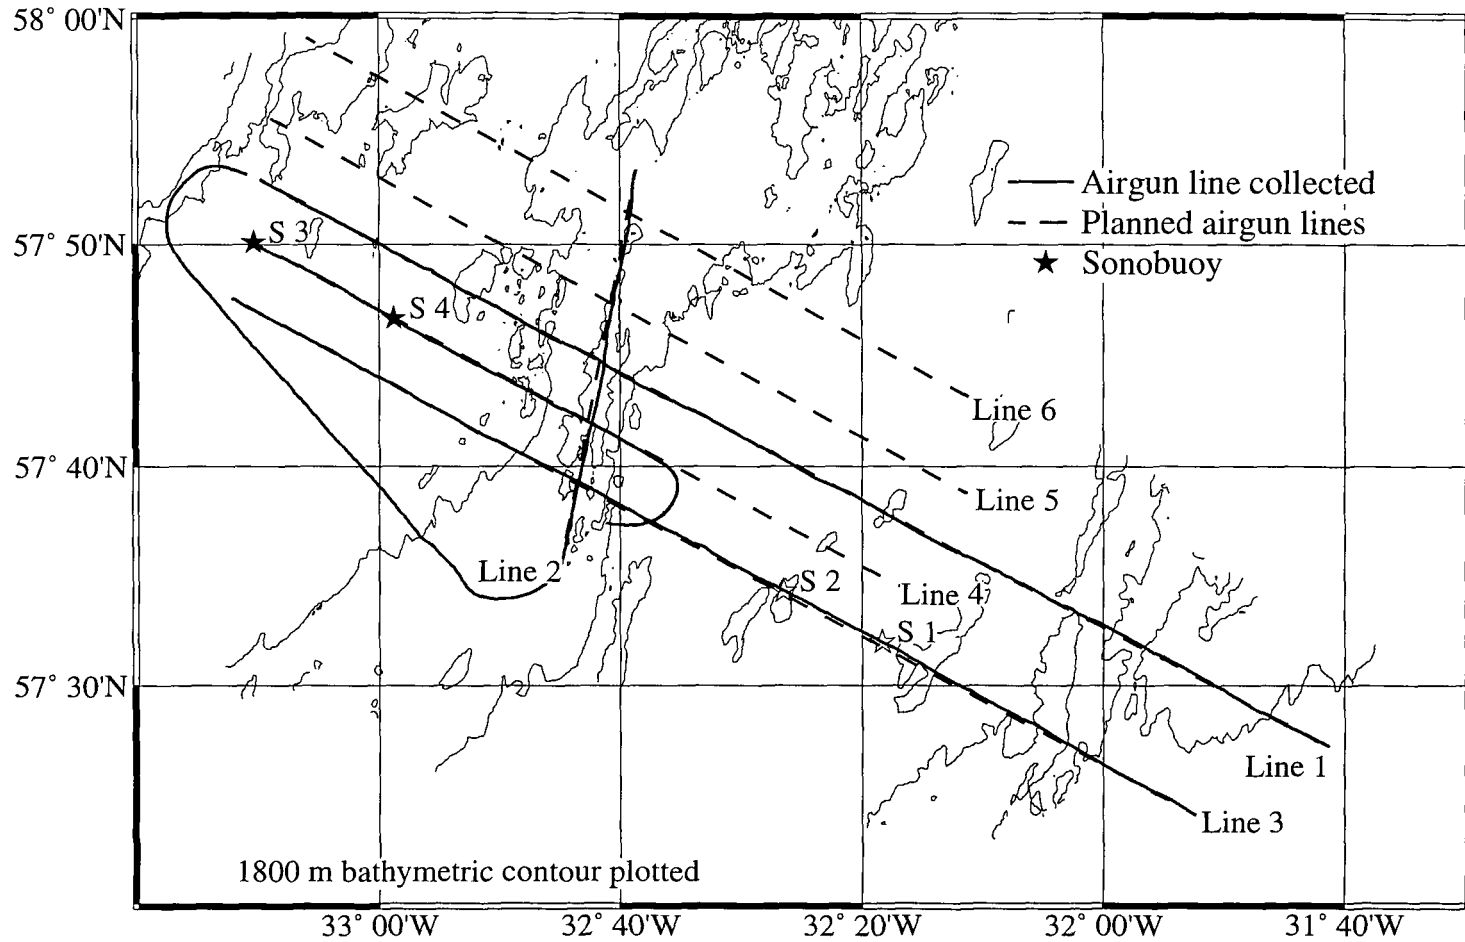 58° 00'N
Airgun line collected
Planned airgun lines
Sonobuoy
57° 50'N
S 3
S 4
Line 6
57° 40'N
Line 5
Line 2
S 2
Line 4
S 1
57° 30'N
Line 1
Line 3
1800 m bathymetric contour plotted
33° 00'W
32° 40'W
32° 20'W
32° 00'W
31° 40'W